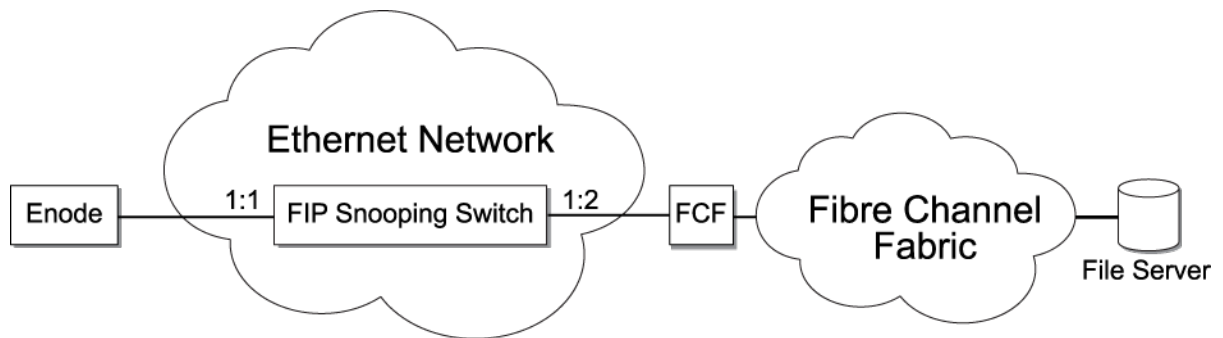 Ethernet Network
Enode
1:1
FIP Snooping Switch
1:2
FCF
Fibre Channel
Fabric
File Server